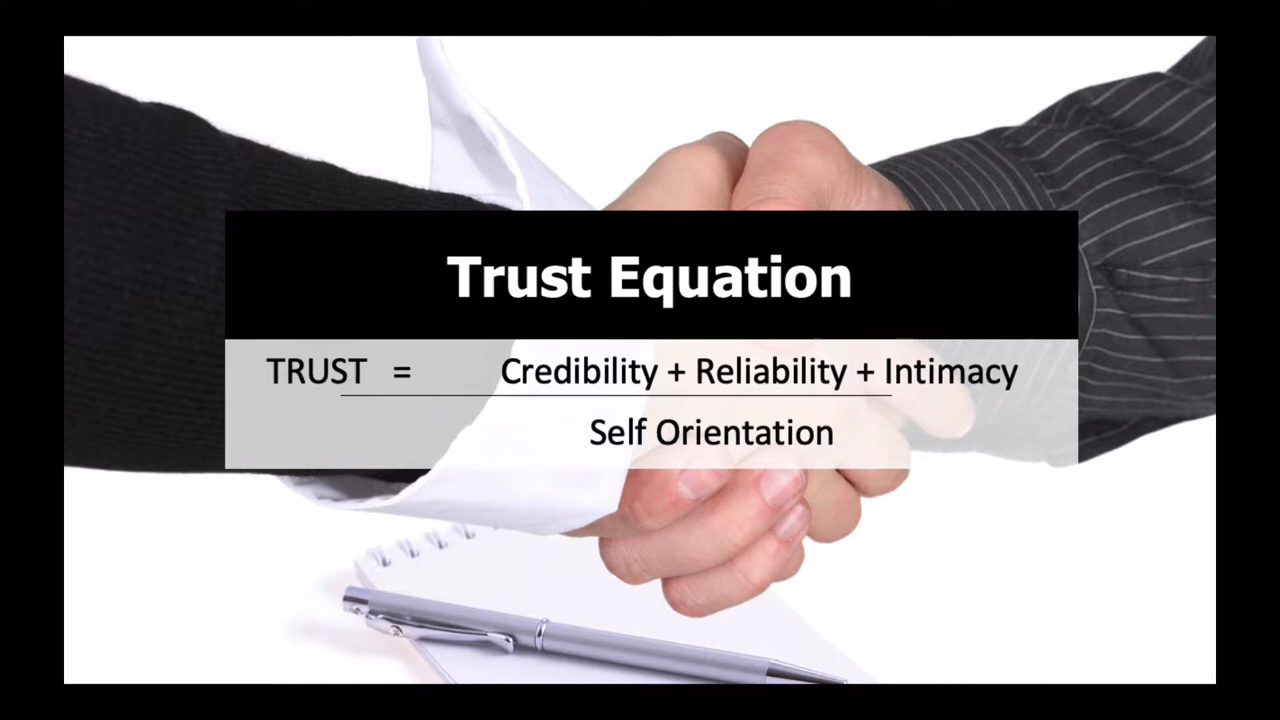 Trust Equation
TRUST = Credibility + Reliability + Intimacy
Self Orientation